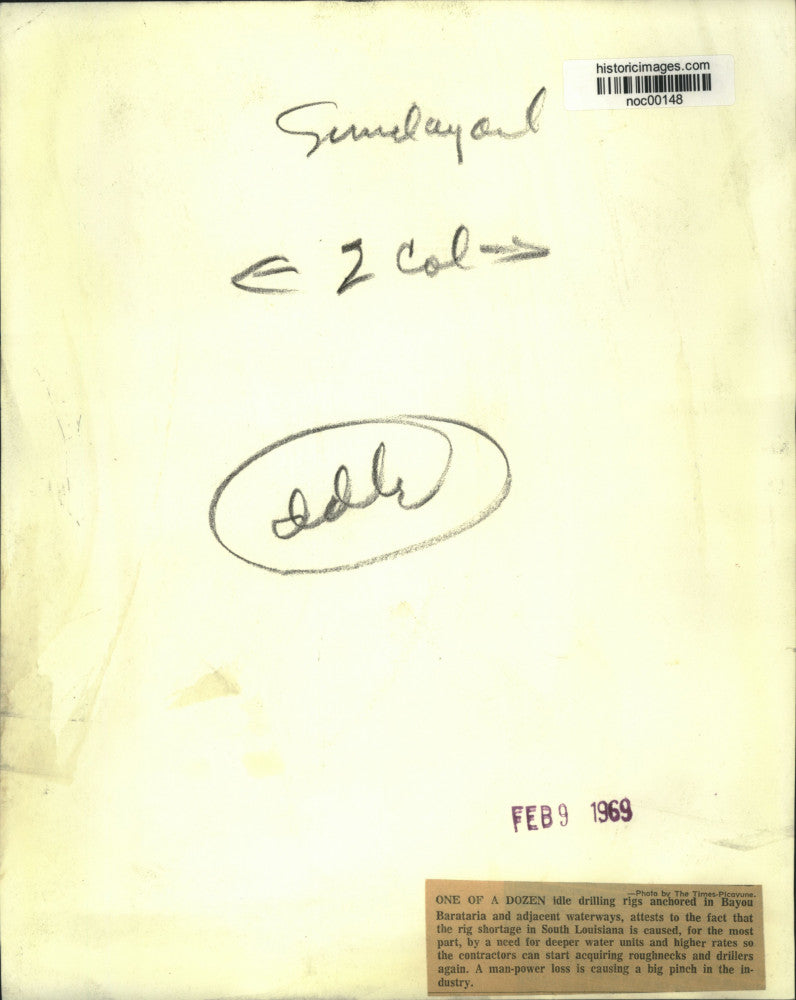 historicimages.com
noc00148
Sunday oil
2 Col
FEB 9 1969
—Photo by The Times-Picayune.
ONE OF A DOZEN idle drilling rigs anchored in Bayou
Barataria and adjacent waterways, attests to the fact that
the rig shortage in South Louisiana is caused, for the most
part, by a need for deeper water units and higher rates so
the contractors can start acquiring roughnecks and drillers
again. A man-power loss is causing a big pinch in the in-
dustry.